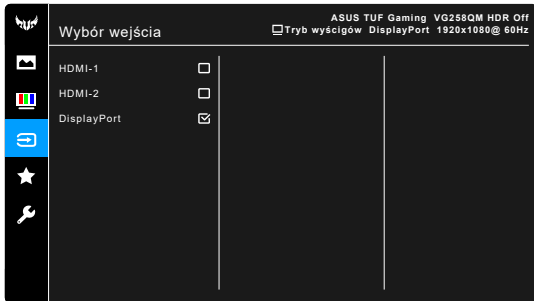 Wybór wejścia
ASUS TUF Gaming VG258QM HDR Off
Tryb wyścigów DisplayPort 1920x1080@ 60Hz
HDMI-1
HDMI-2
DisplayPort